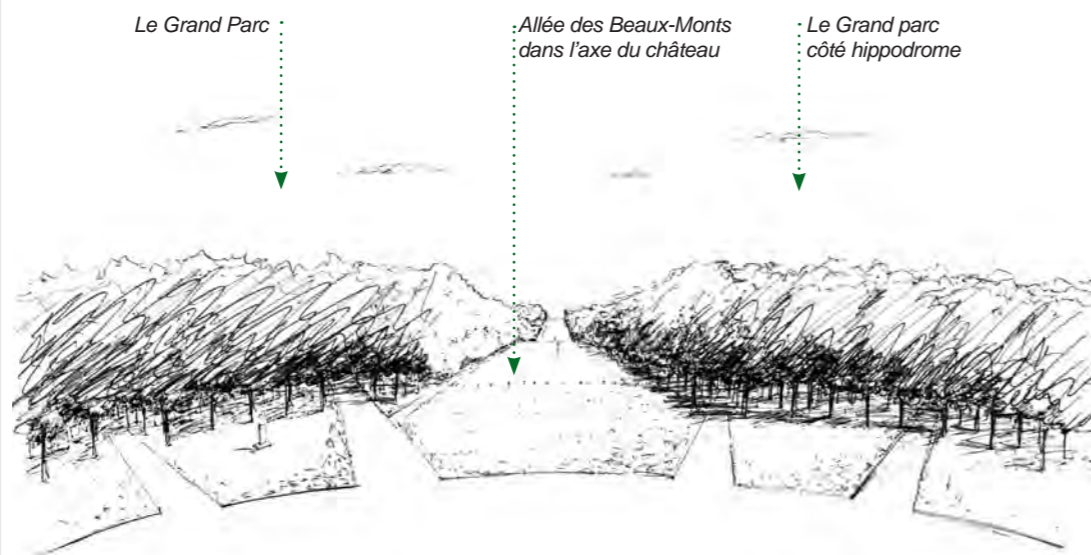 Le Grand Parc
Allée des Beaux-Monts
dans l’axe du château
Le Grand parc
côté hippodrome